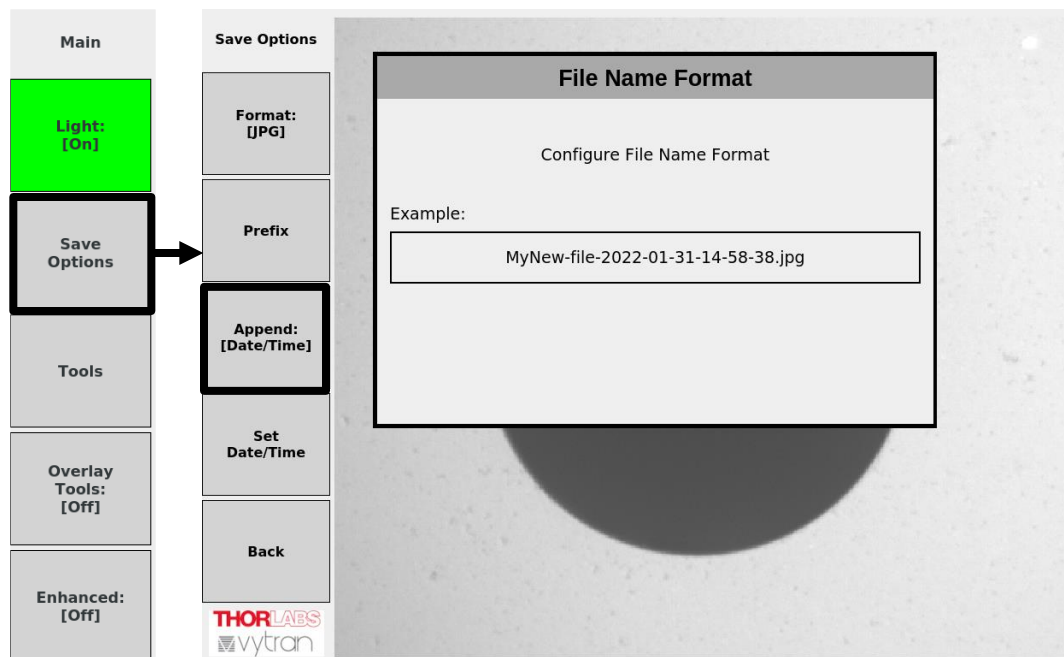 Main
Light:
[On]
Save
Options
Tools
Overlay
Tools:
[Off]
Enhanced:
[Off]
Save Options
Format:
[JPG]
Prefix
Append:
[Date/Time]
Set
Date/Time
Back
THORLABS
vytran
File Name Format
Configure File Name Format
Example:
MyNew-file-2022-01-31-14-58-38.jpg